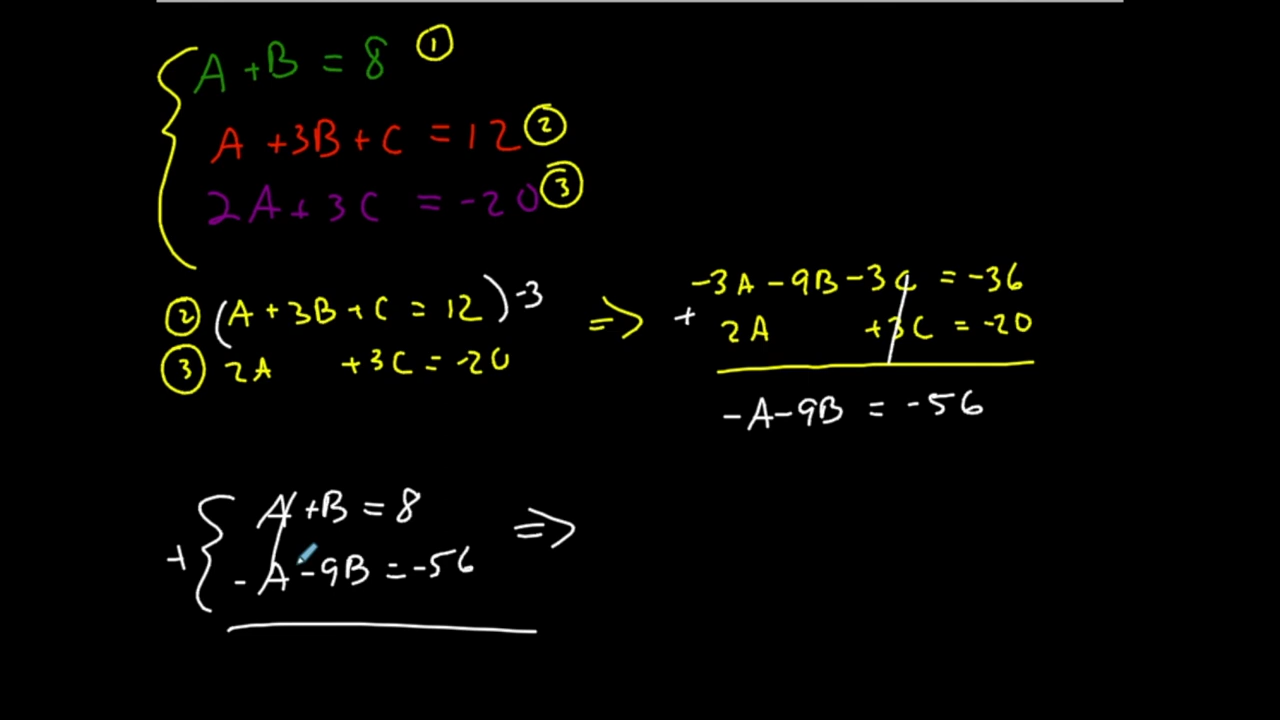 A + B = 8 ①
A + 3B + C = 12 ②
2A + 3C = -20 ③
② (A + 3B + C = 12) -3 =>
③ 2A + 3C = -20
-3A - 9B - 3C = -36
+ 2A + 3C = -20
-A - 9B = -56
A + B = 8 =>
+ -A - 9B = -56